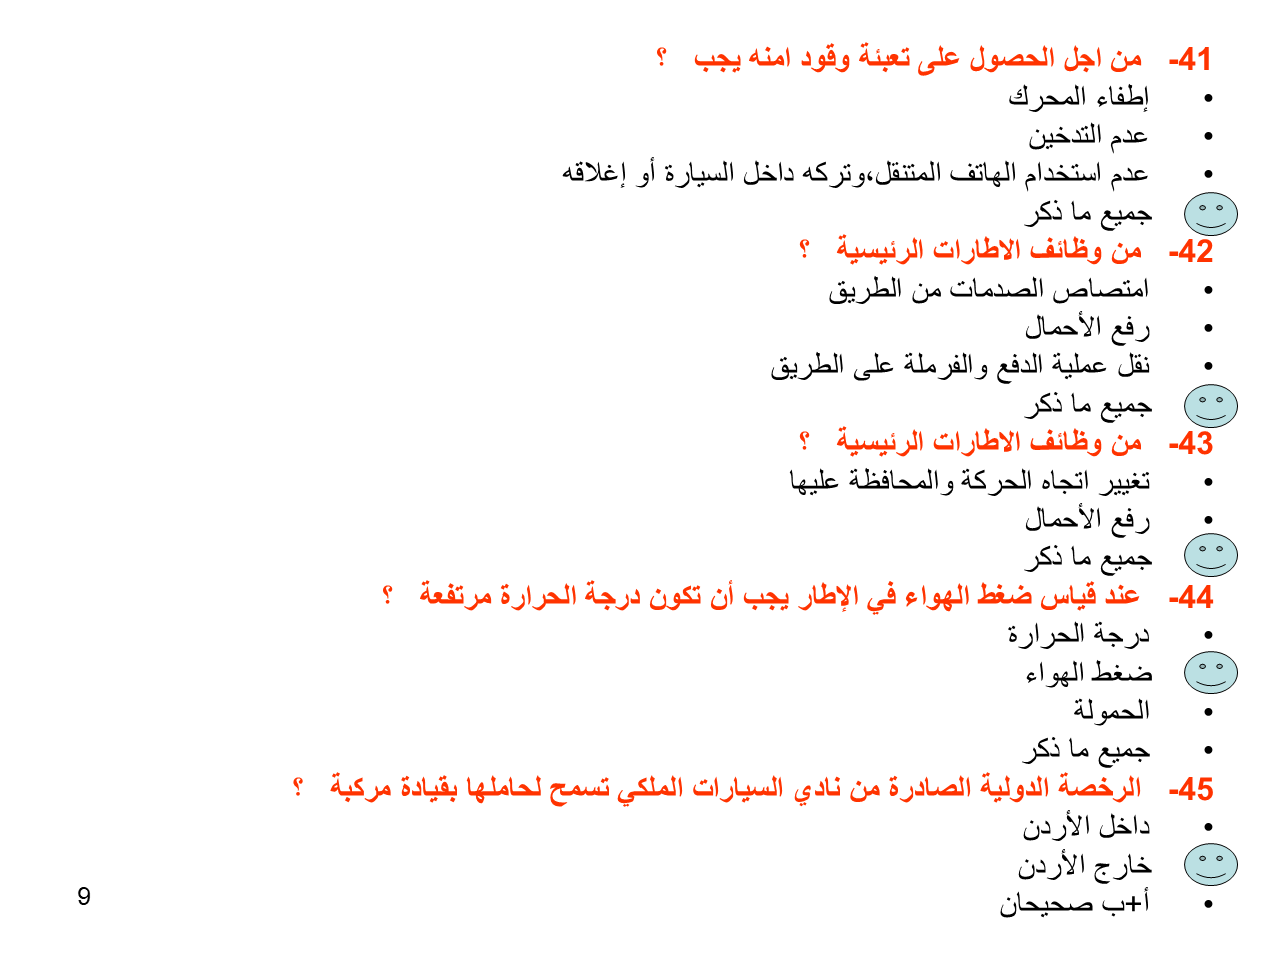 41- من اجل الحصول على تعبئة وقود امنه يجب ؟
• إطفاء المحرك
• عدم التدخين
• عدم استخدام الهاتف المتنقل،وتركه داخل السيارة أو إغلاقه
جميع ما ذكر
42- من وظائف الاطارات الرئيسية ؟
• امتصاص الصدمات من الطريق
• رفع الأحمال
• نقل عملية الدفع والفرملة على الطريق
جميع ما ذكر
43- من وظائف الاطارات الرئيسية ؟
• تغيير اتجاه الحركة والمحافظة عليها
• رفع الأحمال
جميع ما ذكر
44- عند قياس ضغط الهواء في الإطار يجب أن تكون درجة الحرارة مرتفعة ؟
• درجة الحرارة
ضغط الهواء
• الحمولة
• جميع ما ذكر
45- الرخصة الدولية الصادرة من نادي السيارات الملكي تسمح لحاملها بقيادة مركبة ؟
• داخل الأردن
خارج الأردن
• أ+ب صحيحان
9